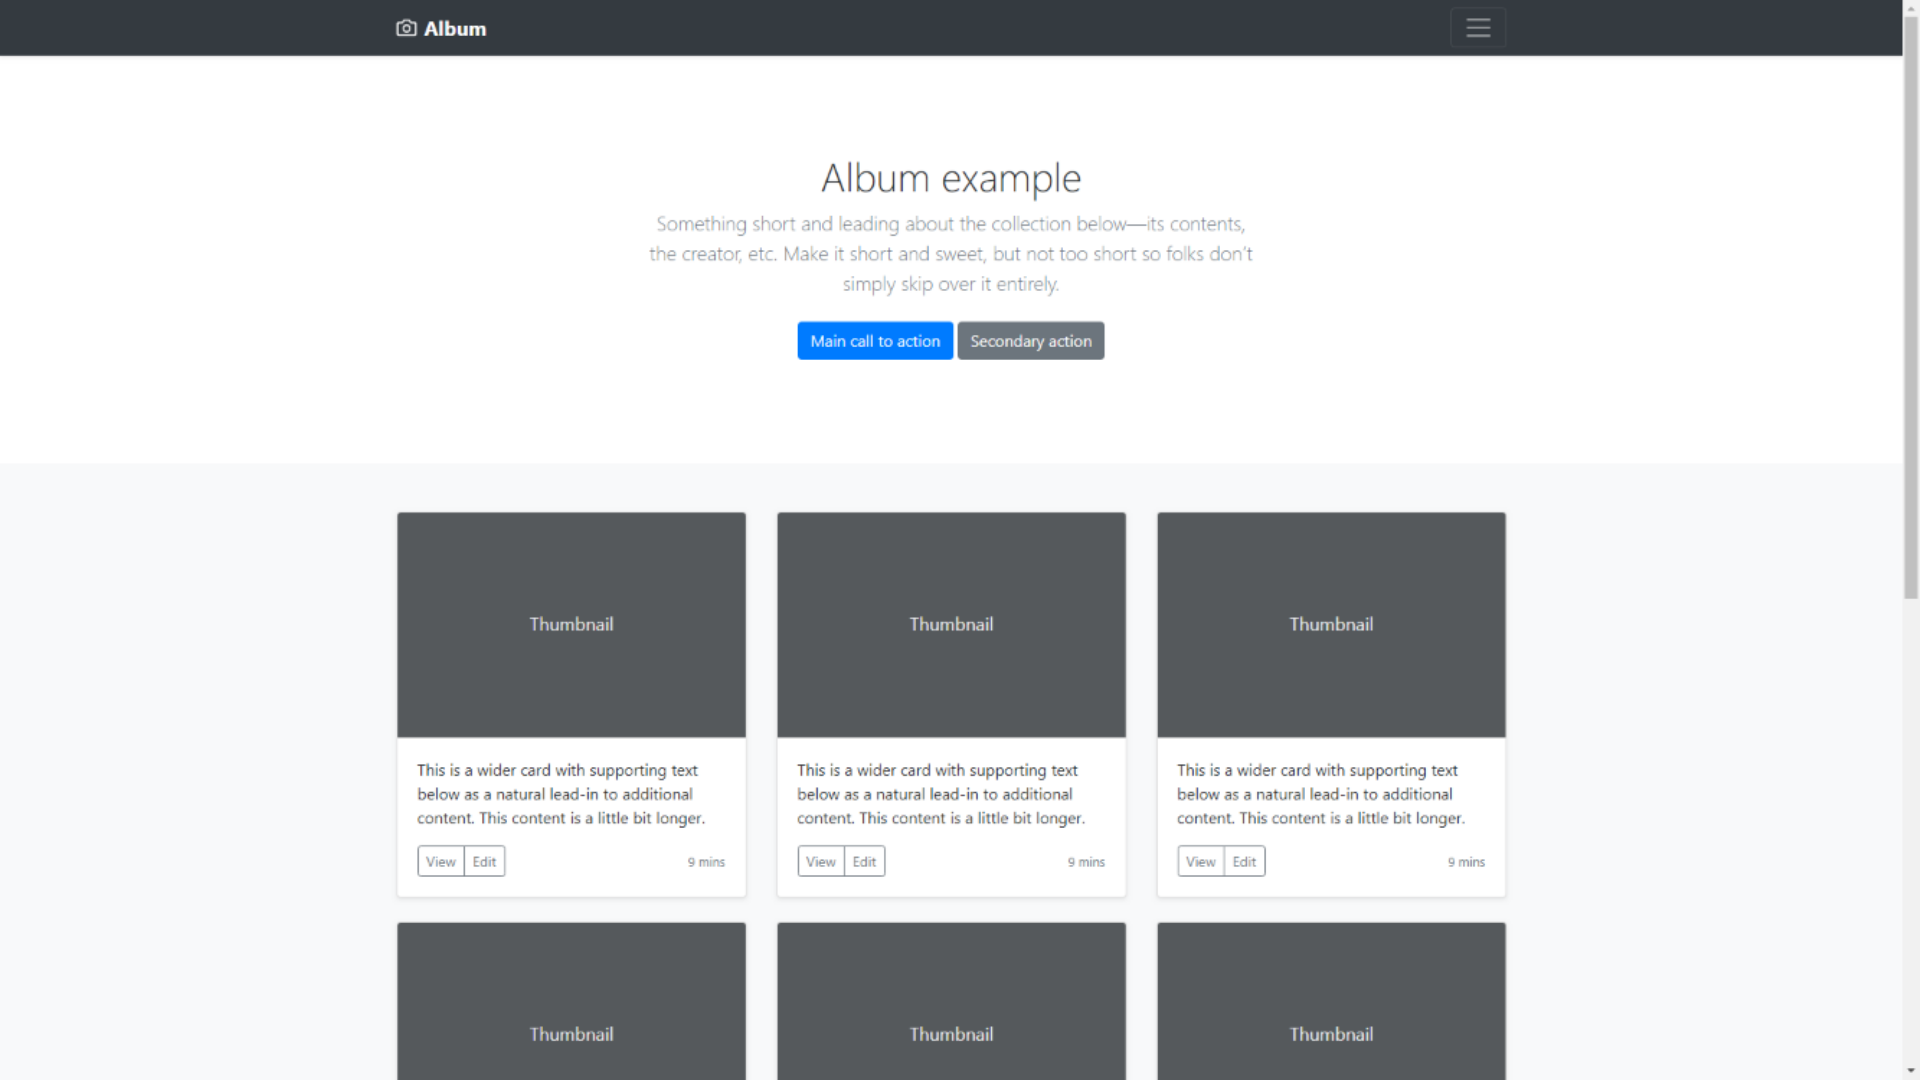 Album
Album example
Something short and leading about the collection below—its contents,
the creator, etc. Make it short and sweet, but not too short so folks don’t
simply skip over it entirely.
Main call to action
Secondary action
Thumbnail
This is a wider card with supporting text
below as a natural lead-in to additional
content. This content is a little bit longer.
View
Edit
9 mins
Thumbnail
This is a wider card with supporting text
below as a natural lead-in to additional
content. This content is a little bit longer.
View
Edit
9 mins
Thumbnail
This is a wider card with supporting text
below as a natural lead-in to additional
content. This content is a little bit longer.
View
Edit
9 mins
Thumbnail
Thumbnail
Thumbnail